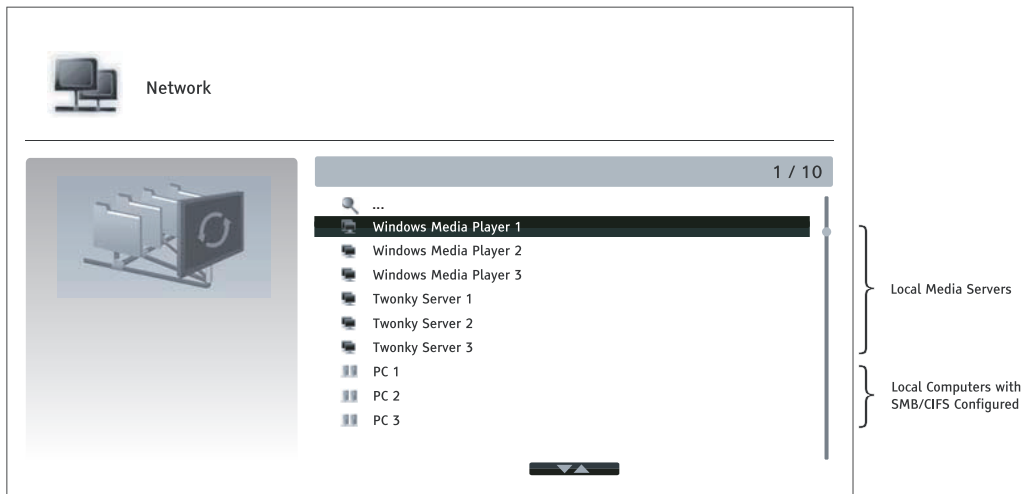 Network
1 / 10
...
Windows Media Player 1
Windows Media Player 2
Windows Media Player 3
Twonky Server 1
Twonky Server 2
Twonky Server 3
PC 1
PC 2
PC 3
Local Media Servers
Local Computers with
SMB/CIFS Configured